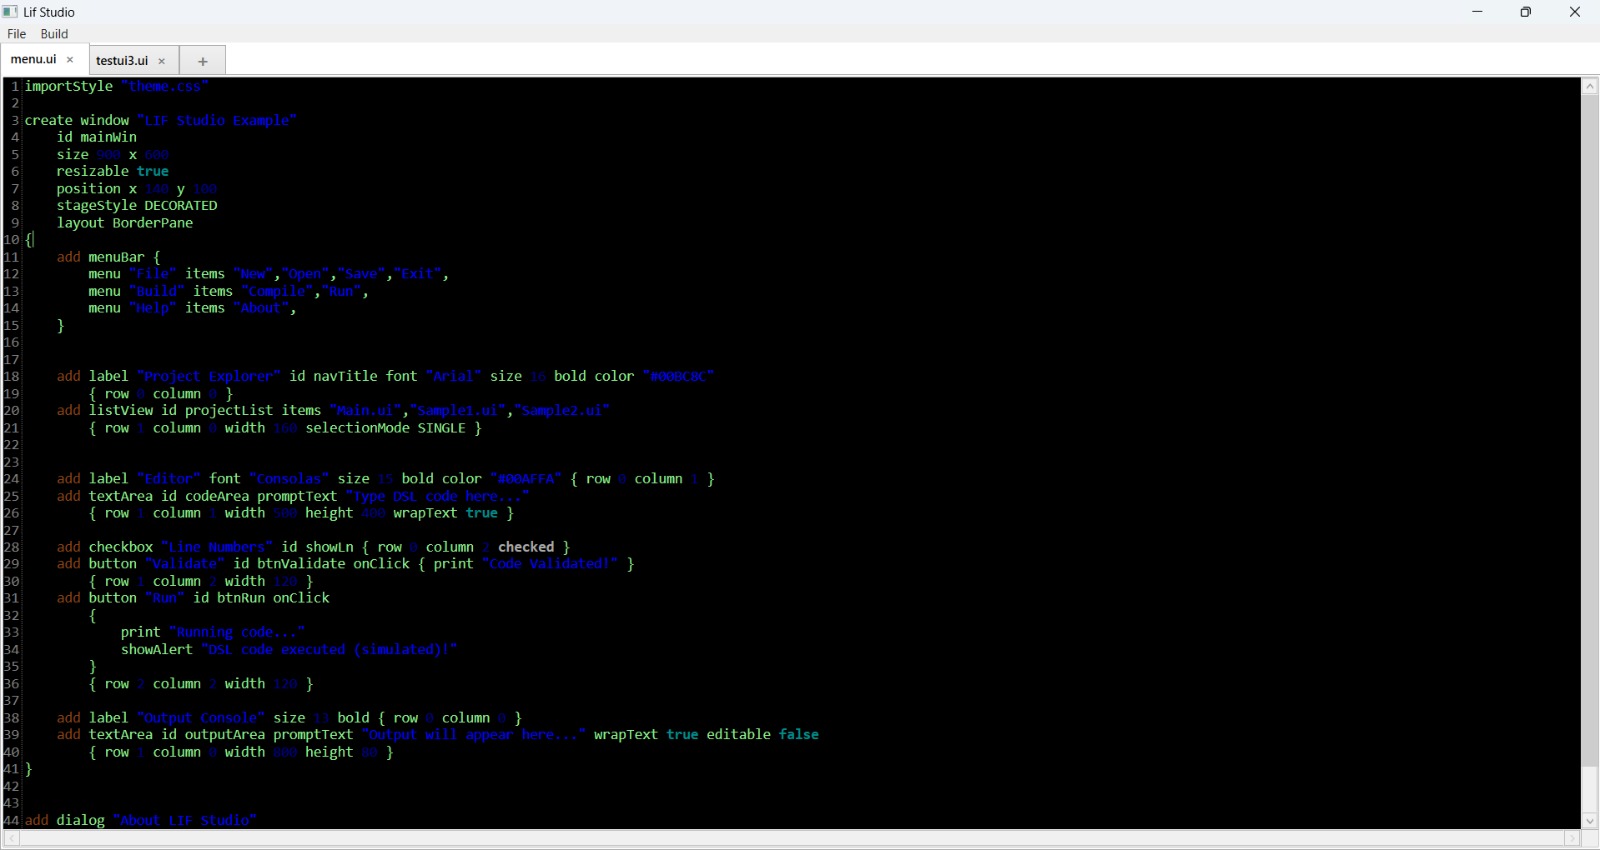 Lif Studio
File Build
menu.ui × testui3.ui × +
1 importStyle "theme.css"
2
3 create window "LIF Studio Example"
4 id mainWin
5 size 900 x 600
6 resizable true
7 position x 140 y 100
8 stageStyle DECORATED
9 layout BorderPane
10 {
11 add menuBar {
12 menu "File" items "New","Open","Save","Exit",
13 menu "Build" items "Compile","Run",
14 menu "Help" items "About",
15 }
16
17
18 add label "Project Explorer" id navTitle font "Arial" size 16 bold color "#00BCBC"
19 { row 0 column 0 }
20 add listView id projectList items "Main.ui","Sample1.ui","Sample2.ui"
21 { row 1 column 0 width 160 selectionMode SINGLE }
22
23
24 add label "Editor" font "Consolas" size 15 bold color "#00AFFA" { row 0 column 1 }
25 add textArea id codeArea promptText "Type DSL code here..."
26 { row 1 column 1 width 500 height 400 wrapText true }
27
28 add checkbox "Line Numbers" id showLn { row 0 column 2 checked }
29 add button "Validate" id btnValidate onClick { print "Code Validated!" }
30 { row 1 column 2 width 120 }
31 add button "Run" id btnRun onClick
32 {
33 print "Running code..."
34 showAlert "DSL code executed (simulated)!"
35 }
36 { row 2 column 2 width 120 }
37
38 add label "Output Console" size 13 bold { row 0 column 0 }
39 add textArea id outputArea promptText "Output will appear here..." wrapText true editable false
40 { row 1 column 0 width 800 height 80 }
41 }
42
43
44 add dialog "About LIF Studio"